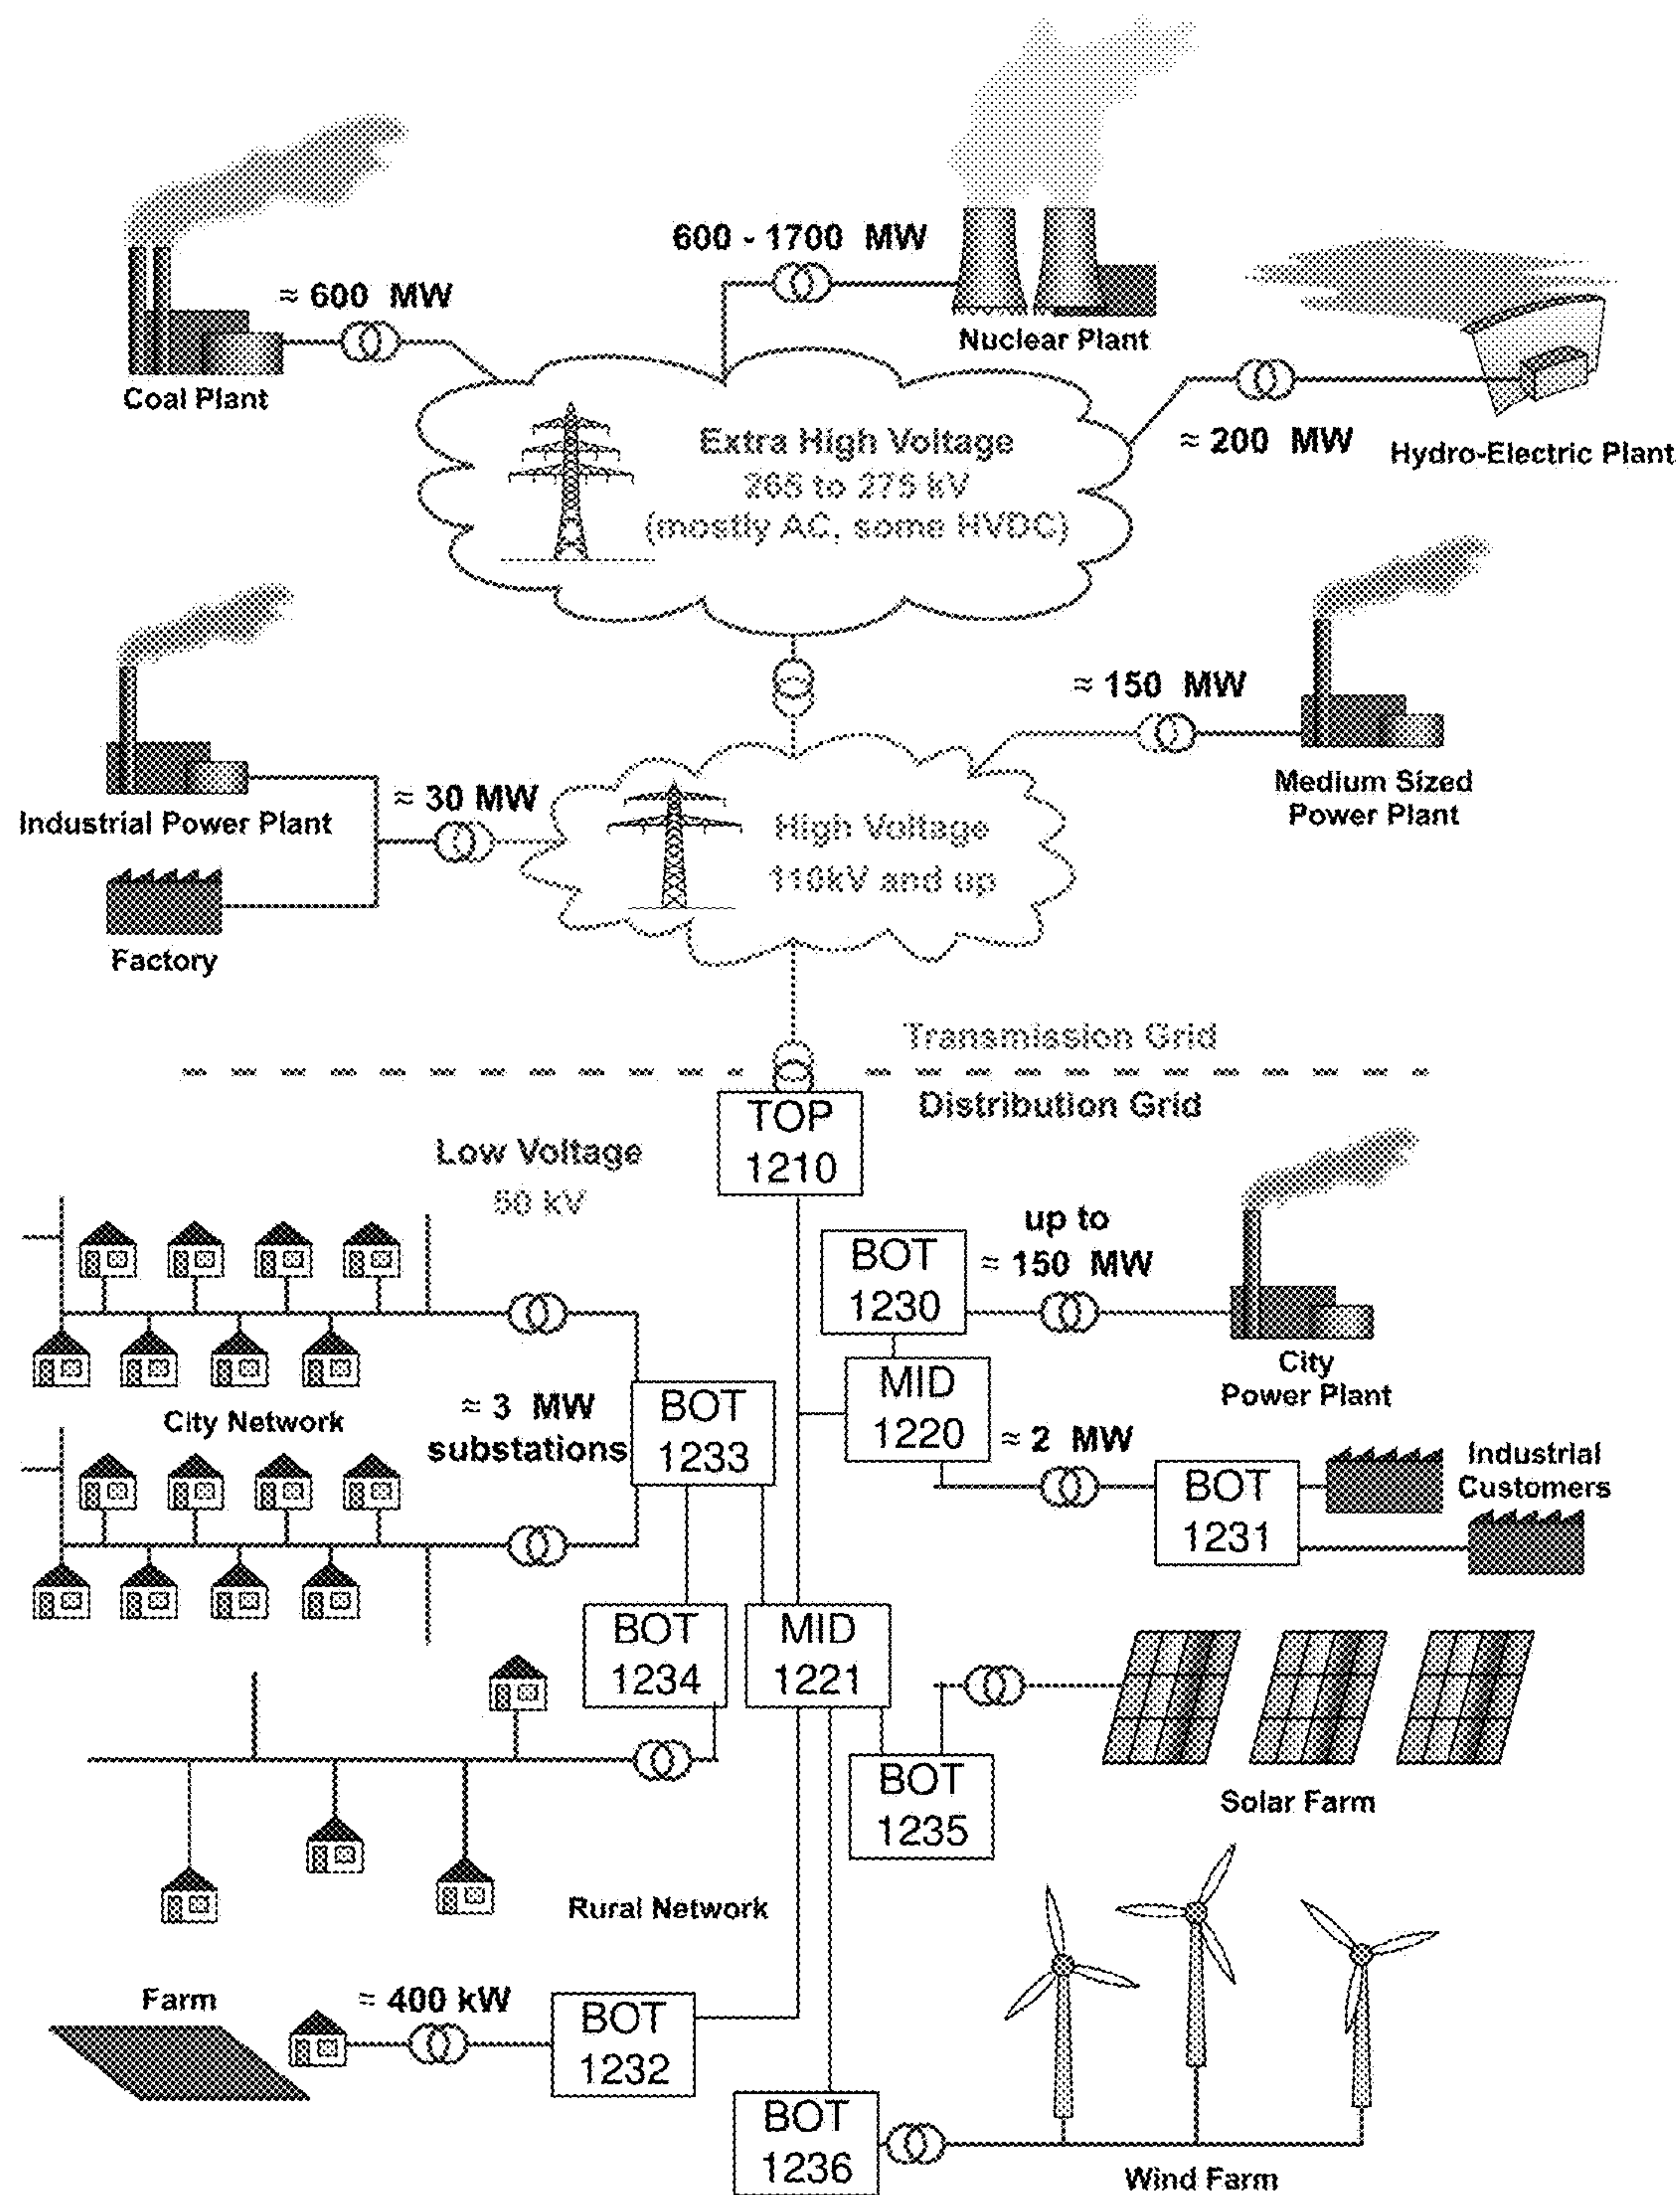 600 - 1700 MW
≈ 600 MW
Nuclear Plant
Coal Plant
Extra High Voltage
265 to 275 kV
(mostly AC, some HVDC)
≈ 200 MW
Hydro-Electric Plant
≈ 150 MW
Medium Sized
Power Plant
≈ 30 MW
Industrial Power Plant
High Voltage
110kV and up
Factory
Transmission Grid
Distribution Grid
TOP
1210
Low Voltage
50 kV
up to
≈ 150 MW
BOT
1230
City
Power Plant
MID
1220
≈ 3 MW
substations
BOT
1233
City Network
≈ 2 MW
BOT
1231
Industrial
Customers
BOT
1234
MID
1221
BOT
1235
Solar Farm
Rural Network
Farm
≈ 400 kW
BOT
1232
BOT
1236
Wind Farm